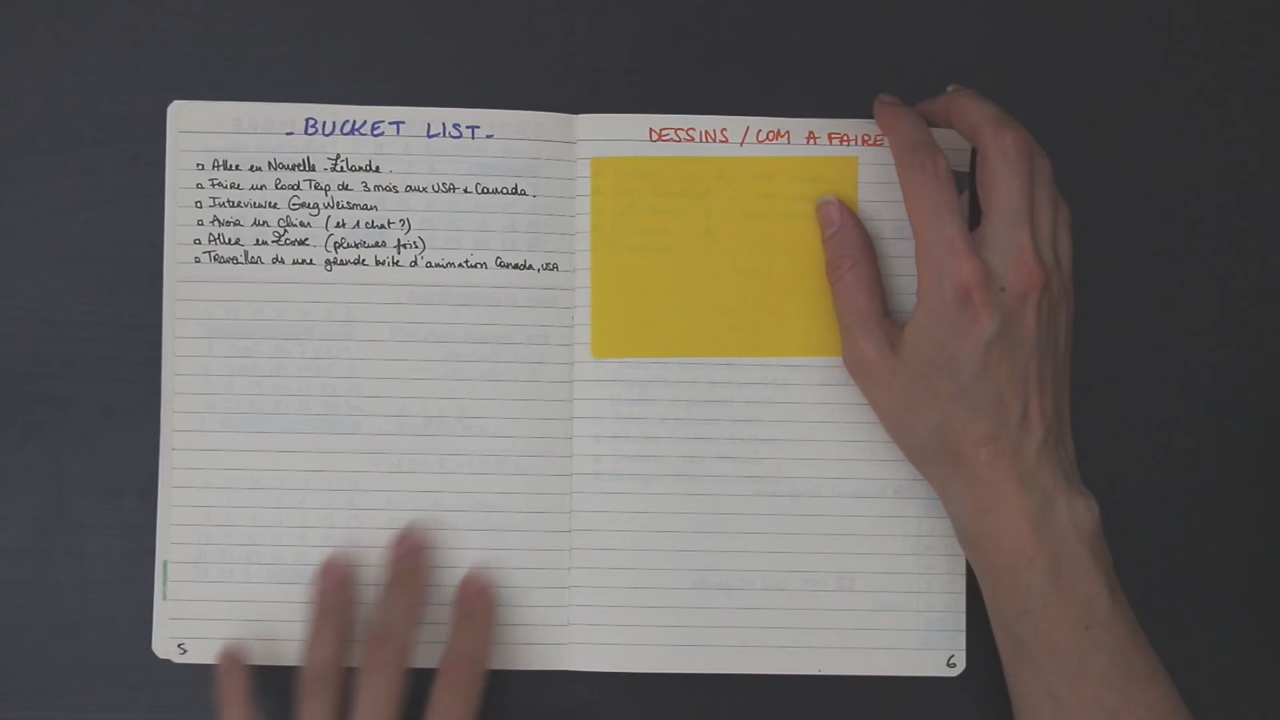 - BUCKET LIST -
Aller en Nouvelle-Zélande.
Faire un Road Trip de 3 mois aux USA & Canada.
Interviewer Greg Weisman
Avoir un chien (et 1 chat?)
Aller en (plusieurs fois)
Travailler ds une grande boite d'animation Canada, USA
5
DESSINS / COM A FAIRE
6